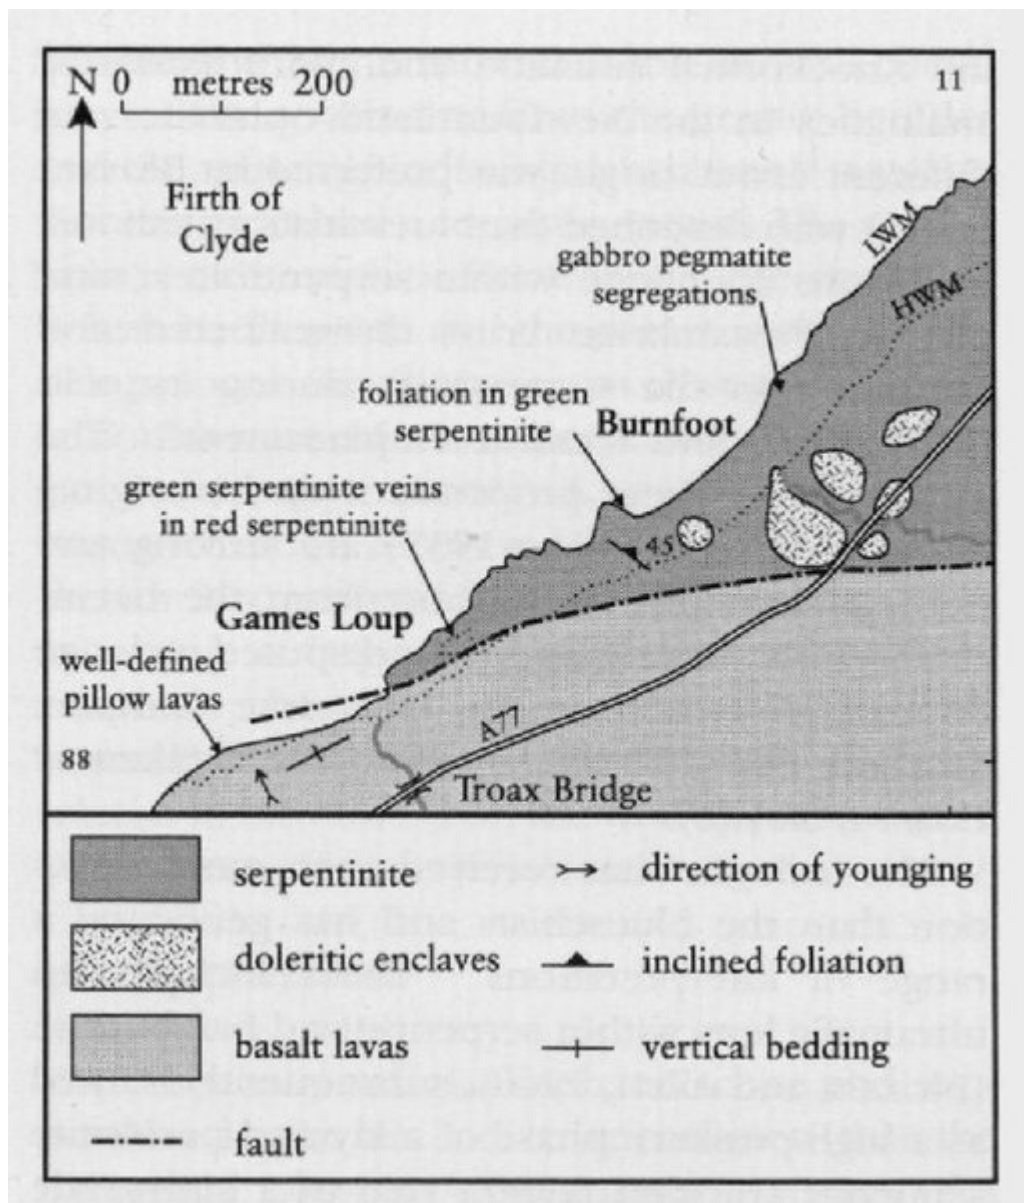 N 0 metres 200
11
Firth of
Clyde
LWM
HWM
gabbro pegmatite
segregations
foliation in green
serpentinite
Burnfoot
green serpentinite veins
in red serpentinite
45
Games Loup
well-defined
pillow lavas
88
A77
Troax Bridge
serpentinite
direction of younging
doleritic enclaves
inclined foliation
basalt lavas
vertical bedding
fault